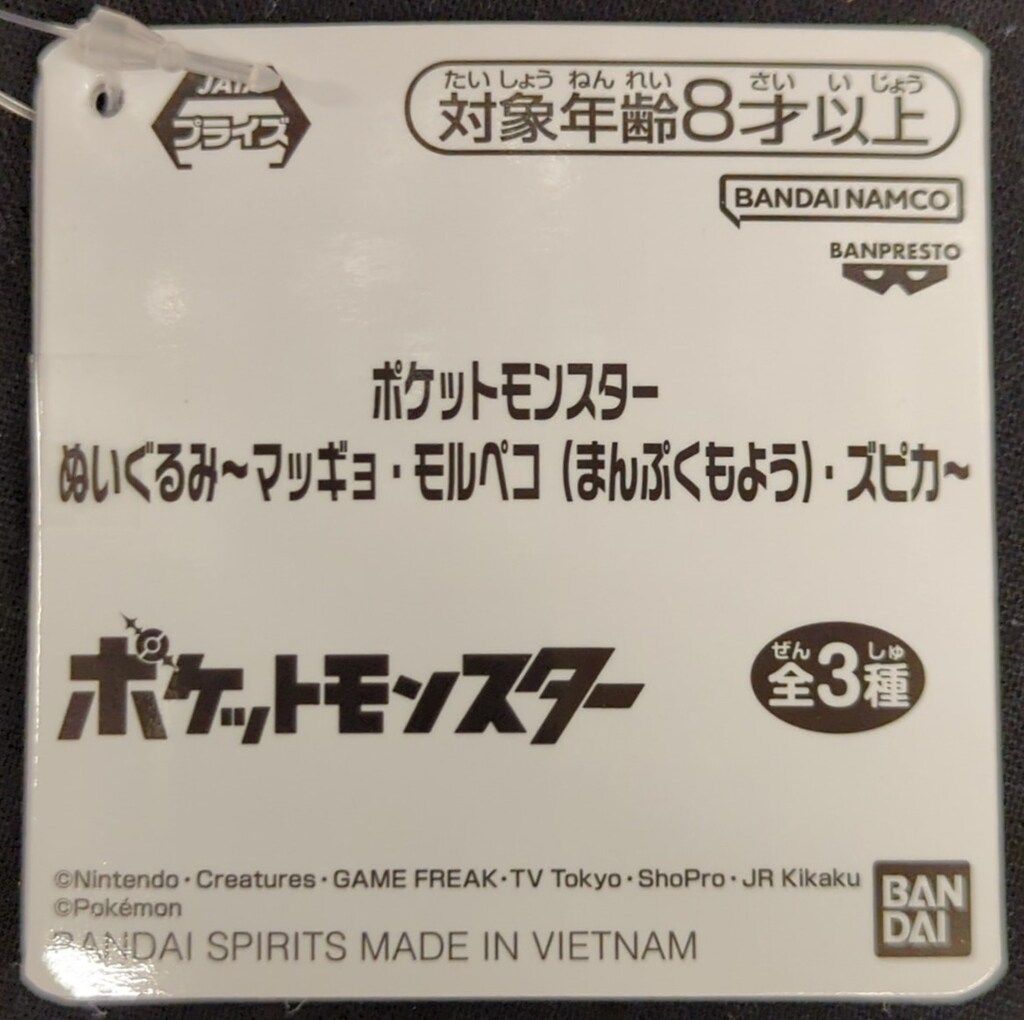 プライズ
たいしょうねんれい さいいじょう
対象年齢8才以上
BANDAI NAMCO
BANPRESTO
ポケットモンスター
ぬいぐるみ～マッギョ・モルペコ（まんぷくもよう）・ズピカ～
ポケットモンスター
ぜん しゅ
全3種
©Nintendo・Creatures・GAME FREAK・TV Tokyo・ShoPro・JR Kikaku
©Pokémon
BANDAI SPIRITS MADE IN VIETNAM
BAN
DAI